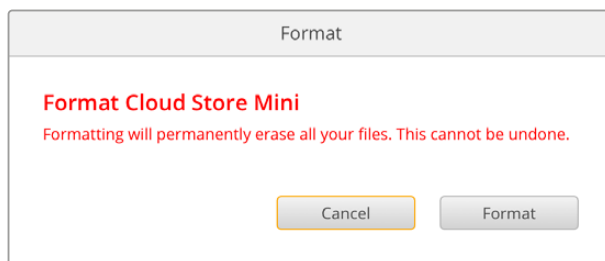 Format
Format Cloud Store Mini
Formatting will permanently erase all your files. This cannot be undone.
Cancel Format